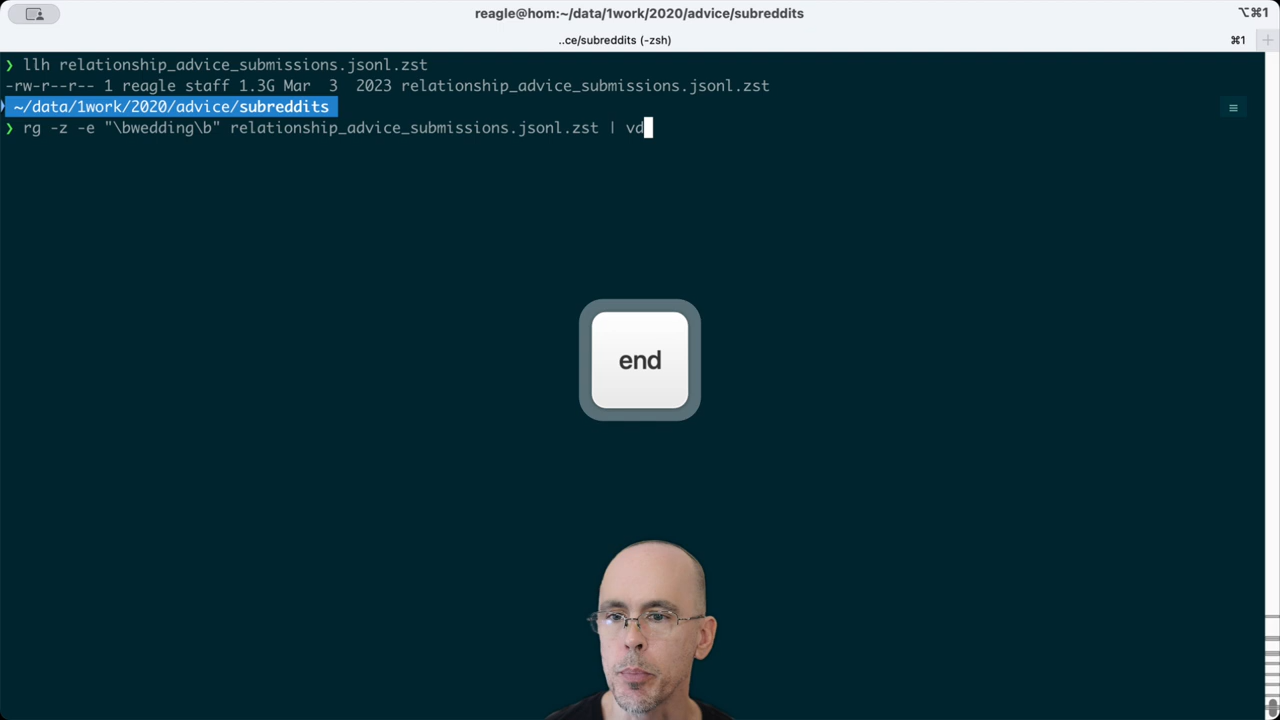 reagle@hom:~/data/1work/2020/advice/subreddits
⌥⌘1
..ce/subreddits (-zsh)
⌘1
❯ llh relationship_advice_submissions.jsonl.zst
-rw-r--r-- 1 reagle staff 1.3G Mar  3  2023 relationship_advice_submissions.jsonl.zst
~/data/1work/2020/advice/subreddits
❯ rg -z -e "\bwedding\b" relationship_advice_submissions.jsonl.zst | vd
end